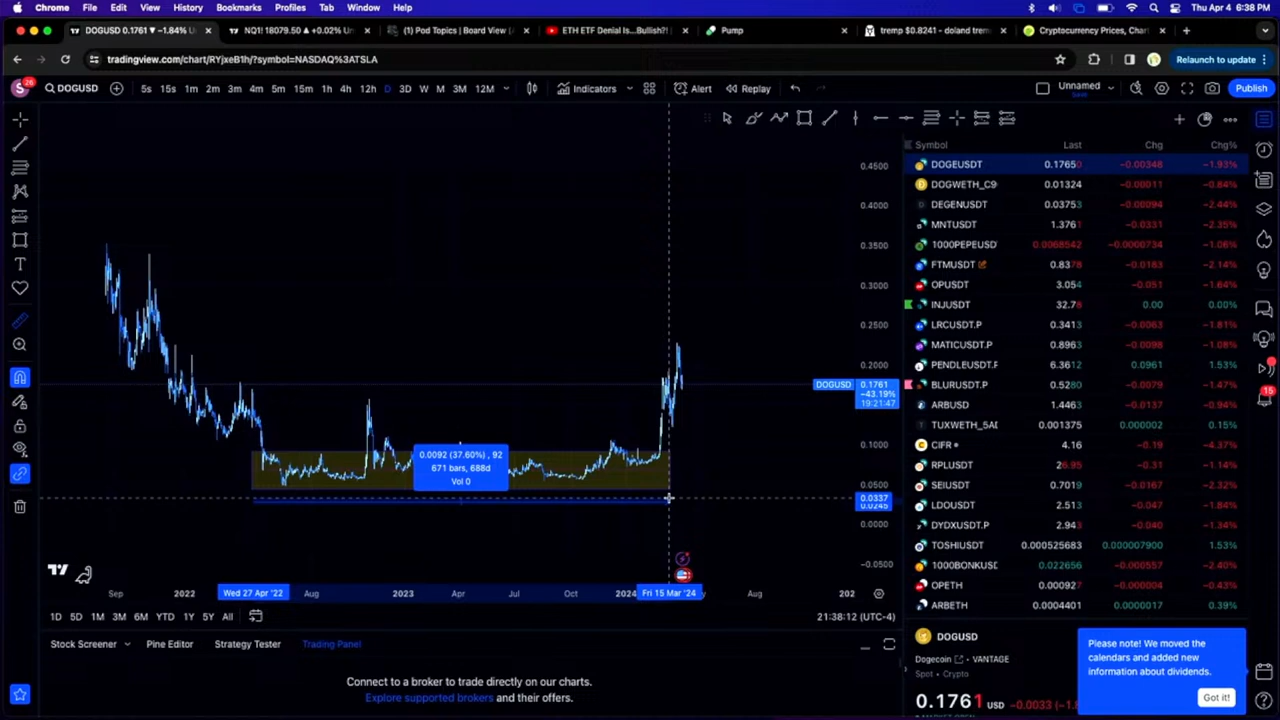 Chrome File Edit View History Bookmarks Profiles Tab Window Help Thu Apr 4 6:38 PM
DOGUSD 0.1761 ▼ −1.84% Un NQ1! 18079.50 ▲ +0.02% Un (1) Pod Topics | Board View | ETH ETF Denial Is...Bullish?! Pump tremp $0.8241 - doland trem Cryptocurrency Prices, Char
tradingview.com/chart/RYjxeB1h/?symbol=NASDAQ%3ATSLA Relaunch to update
S 26 DOGUSD 5s 15s 1m 2m 3m 4m 5m 15m 1h 4h 12h D 3D W M 3M 12M Indicators Alert Replay Unnamed Save Publish
Symbol Last Chg Chg%
DOGEUSDT 0.17650 −0.00348 −1.93%
DOGWETH_C9 0.01324 −0.00011 −0.84%
DEGENUSDT 0.03753 −0.00094 −2.44%
MNTUSDT 1.3761 −0.0331 −2.35%
1000PEPEUSD 0.0068542 −0.0000734 −1.06%
FTMUSDT 0.8378 −0.0183 −2.14%
OPUSDT 3.054 −0.051 −1.64%
INJUSDT 32.78 0.00 0.00%
LRCUSDT.P 0.3413 −0.0063 −1.81%
MATICUSDT.P 0.8963 −0.0098 −1.08%
PENDLEUSDT.F 6.3612 0.0961 1.53%
BLURUSDT.P 0.5280 −0.0079 −1.47%
ARBUSD 1.4463 −0.0137 −0.94%
TUXWETH_5AD 0.001375 0.000002 0.15%
CIFR 4.16 −0.19 −4.37%
RPLUSDT 26.95 −0.48
SEIUSDT 0.7019 −0.0167 −2.32%
LDOUSDT 2.513 −0.047 −1.84%
DYDXUSDT.P 2.943 −0.040 −1.34%
TOSHIUSDT 0.000525683 0.000007900 1.53%
1000BONKUSD 0.022656 −0.000557 −2.40%
OPETH 0.000927 −0.000004 −0.43%
ARBETH 0.0004401 0.0000017 0.39%
0.4500
0.4000
0.3500
0.3000
0.2500
0.2000
DOGUSD 0.1761
−43.19%
19:21:47
0.1000
0.0500
0.0337
0.0245
0.0000
−0.0500
0.0092 (37.60%) , 92
671 bars, 688d
Vol 0
Sep 2022 Wed 27 Apr '22 Aug 2023 Apr Jul Oct 2024 Fri 15 Mar '24 Aug 202
1D 5D 1M 3M 6M YTD 1Y 5Y All 21:38:12 (UTC-4)
Stock Screener Pine Editor Strategy Tester Trading Panel
Connect to a broker to trade directly on our charts.
Explore supported brokers and their offers.
DOGUSD
Dogecoin • VANTAGE
Spot • Crypto
0.1761 USD −0.0033
Please note! We moved the
calendars and added new
information about dividends.
Got it!
15